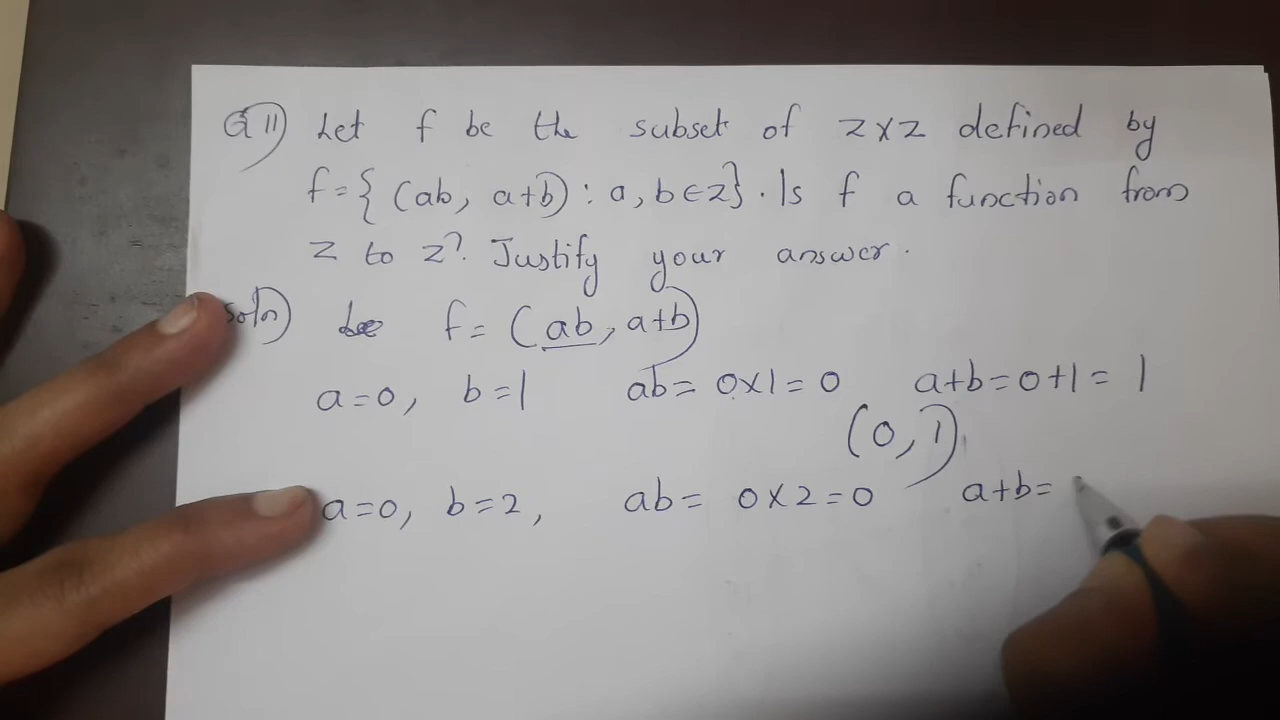 Q11) Let f be the subset of Z×Z defined by
f={(ab, a+b) : a, b∈Z}. Is f a function from
Z to Z? Justify your answer.
Soln) f= (ab, a+b)
a=0, b=1 ab= 0×1=0 a+b=0+1= 1
(0, 1)
a=0, b=2, ab= 0×2=0 a+b=